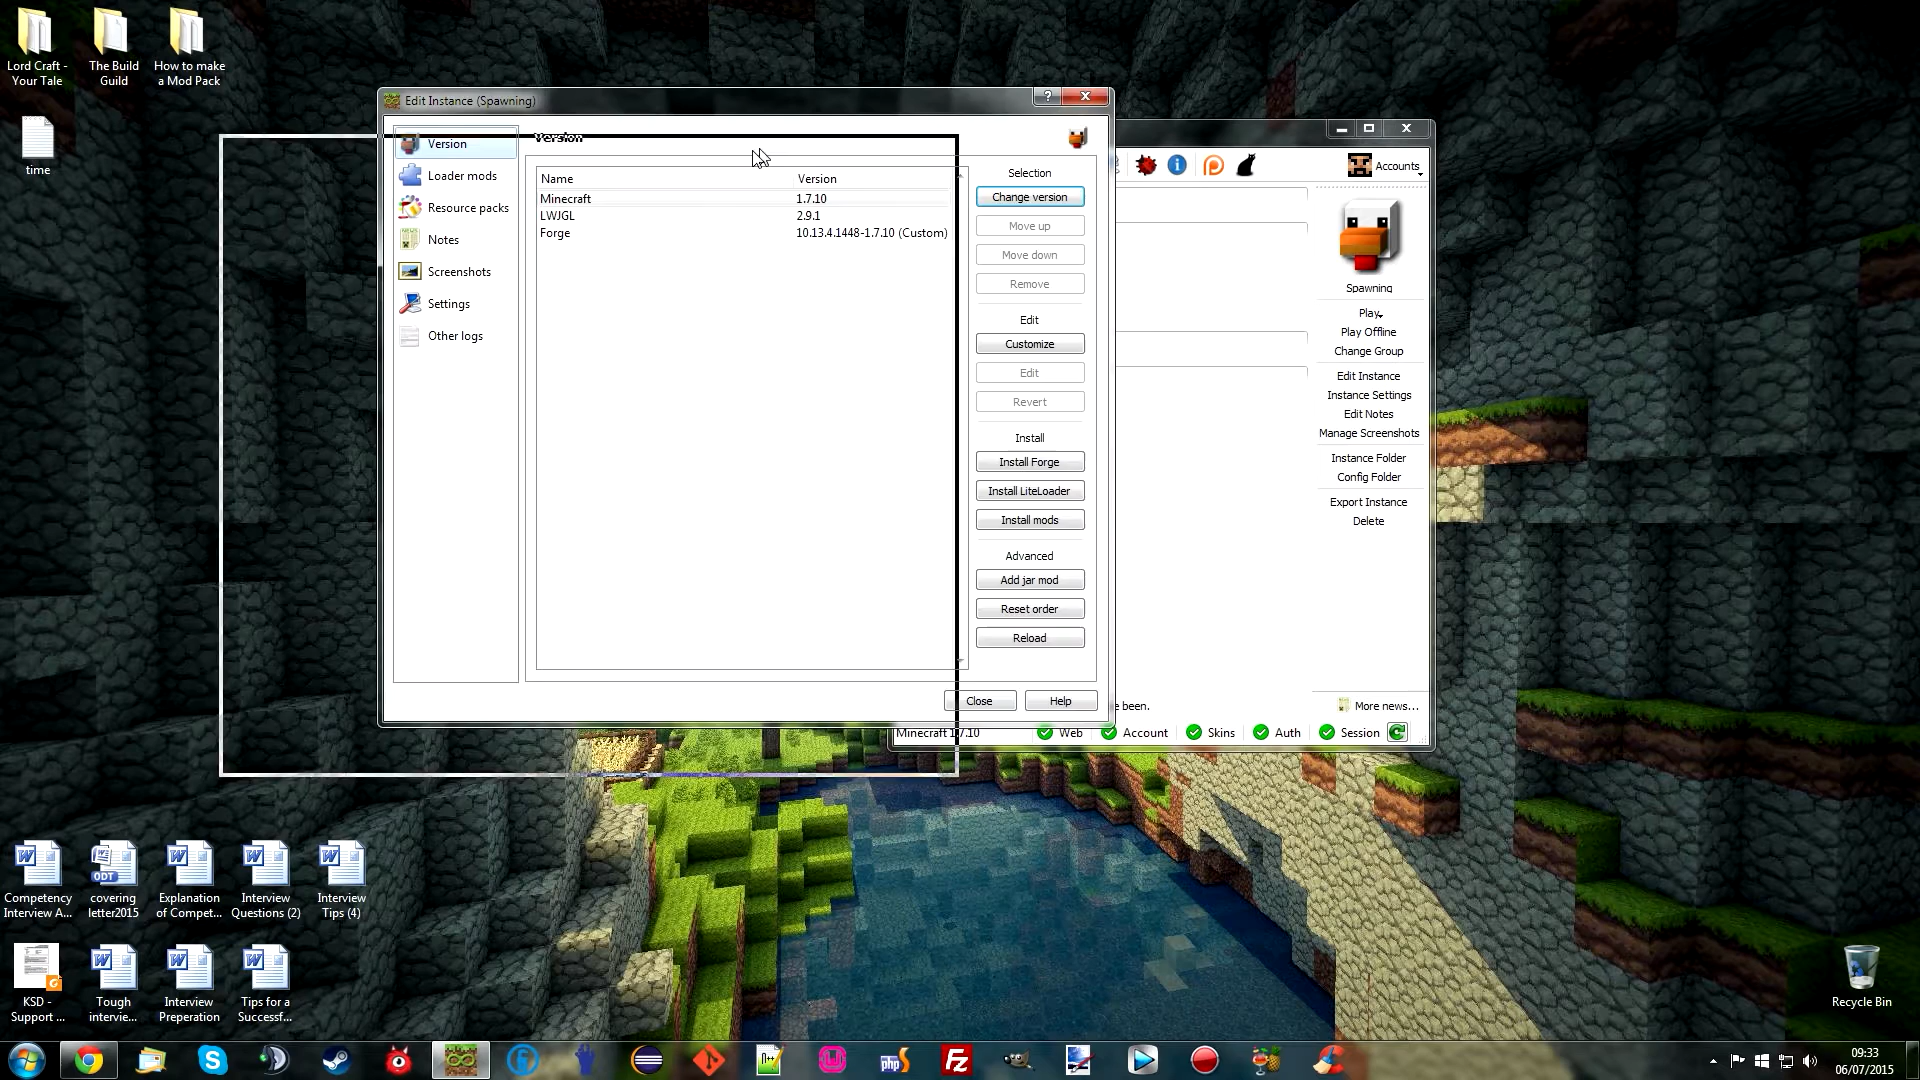 Lord Craft -
Your Tale
The Build
Guild
How to make
a Mod Pack
time
Edit Instance (Spawning)
?
Version
Loader mods
Resource packs
Notes
Screenshots
Settings
Other logs
Version
Name Version
Minecraft 1.7.10
LWJGL 2.9.1
Forge 10.13.4.1448-1.7.10 (Custom)
Selection
Change version
Move up
Move down
Remove
Edit
Customize
Edit
Revert
Install
Install Forge
Install LiteLoader
Install mods
Advanced
Add jar mod
Reset order
Reload
Close
Help
Accounts
Spawning
Play
Play Offline
Change Group
Edit Instance
Instance Settings
Edit Notes
Manage Screenshots
Instance Folder
Config Folder
Export Instance
Delete
e been.
More news...
Minecraft 1.7.10
Web
Account
Skins
Auth
Session
Competency
Interview A...
ODT
covering
letter2015
Explanation
of Compet...
Interview
Questions (2)
Interview
Tips (4)
KSD -
Support ...
Tough
intervie...
Interview
Preperation
Tips for a
Successf...
Recycle Bin
php
Fz
09:33
06/07/2015